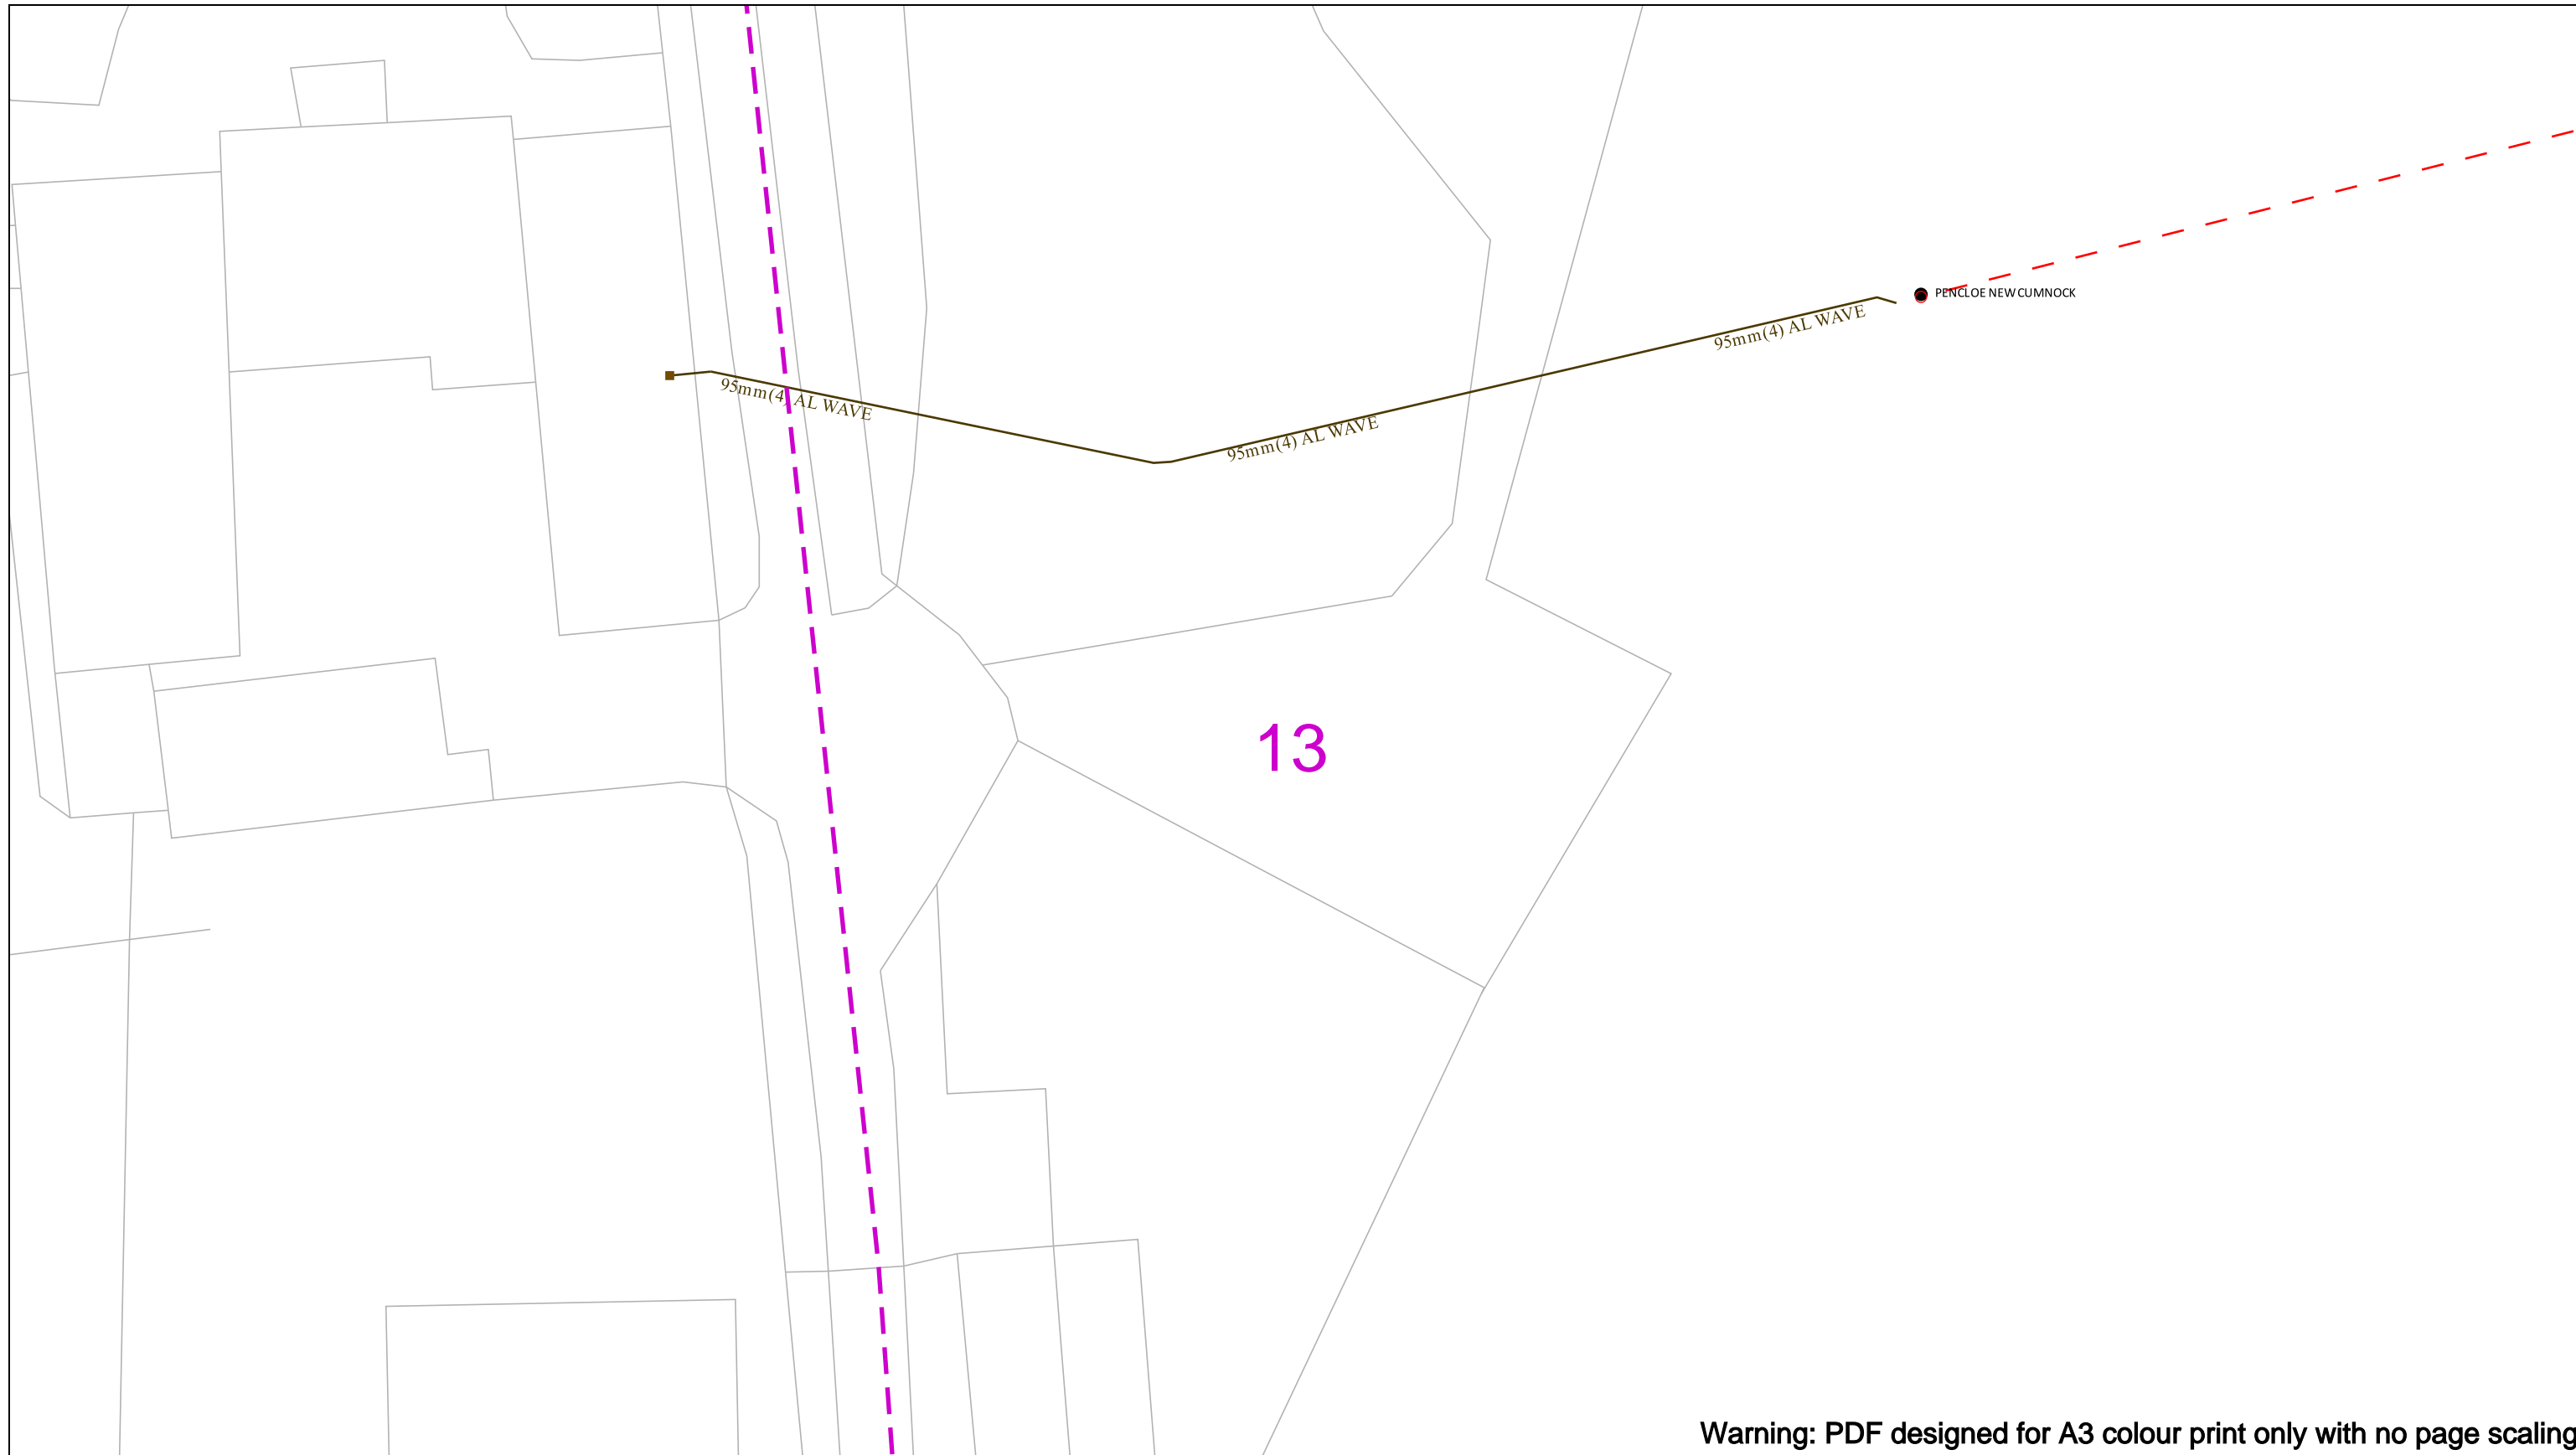 PENCLOE NEW CUMNOCK
95mm(4) AL WAVE
95mm(4) AL WAVE
95mm(4) AL WAVE
13
Warning: PDF designed for A3 colour print only with no page scaling